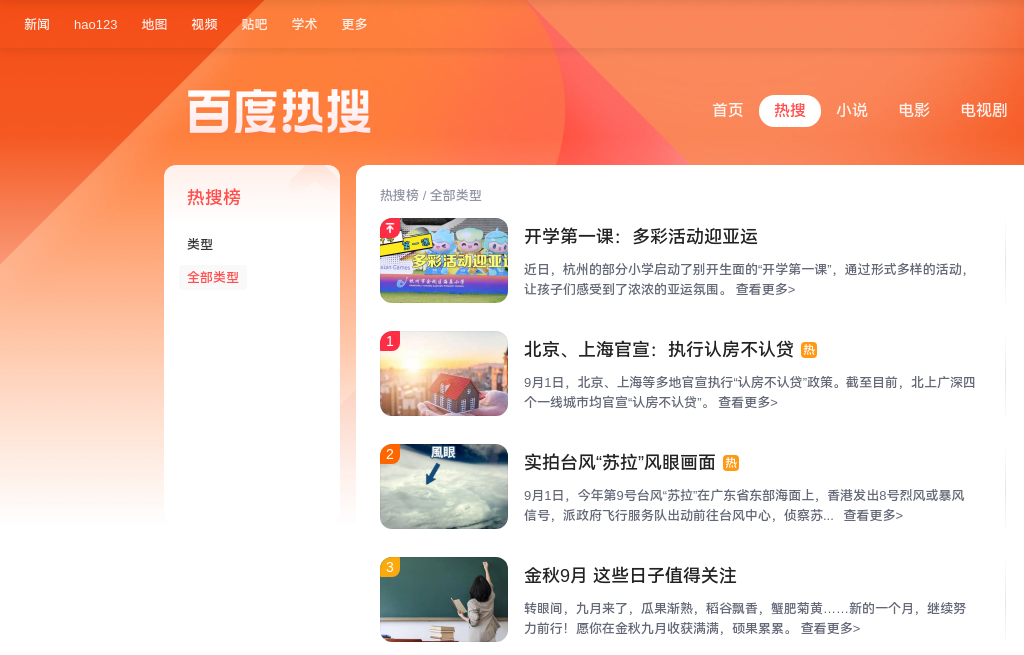 新闻 hao123 地图 视频 贴吧 学术 更多
百度热搜
首页 热搜 小说 电影 电视剧
热搜榜
类型
全部类型
热搜榜 / 全部类型
第一课
多彩活动迎亚运
开学第一课：多彩活动迎亚运
近日，杭州的部分小学启动了别开生面的“开学第一课”，通过形式多样的活动，
让孩子们感受到了浓浓的亚运氛围。 查看更多>
1
北京、上海官宣：执行认房不认贷 热
9月1日，北京、上海等多地官宣执行“认房不认贷”政策。截至目前，北上广深四
个一线城市均官宣“认房不认贷”。 查看更多>
2
風眼
实拍台风“苏拉”风眼画面 热
9月1日，今年第9号台风“苏拉”在广东省东部海面上，香港发出8号烈风或暴风
信号，派政府飞行服务队出动前往台风中心，侦察苏... 查看更多>
3
金秋9月 这些日子值得关注
转眼间，九月来了，瓜果渐熟，稻谷飘香，蟹肥菊黄……新的一个月，继续努
力前行！愿你在金秋九月收获满满，硕果累累。 查看更多>